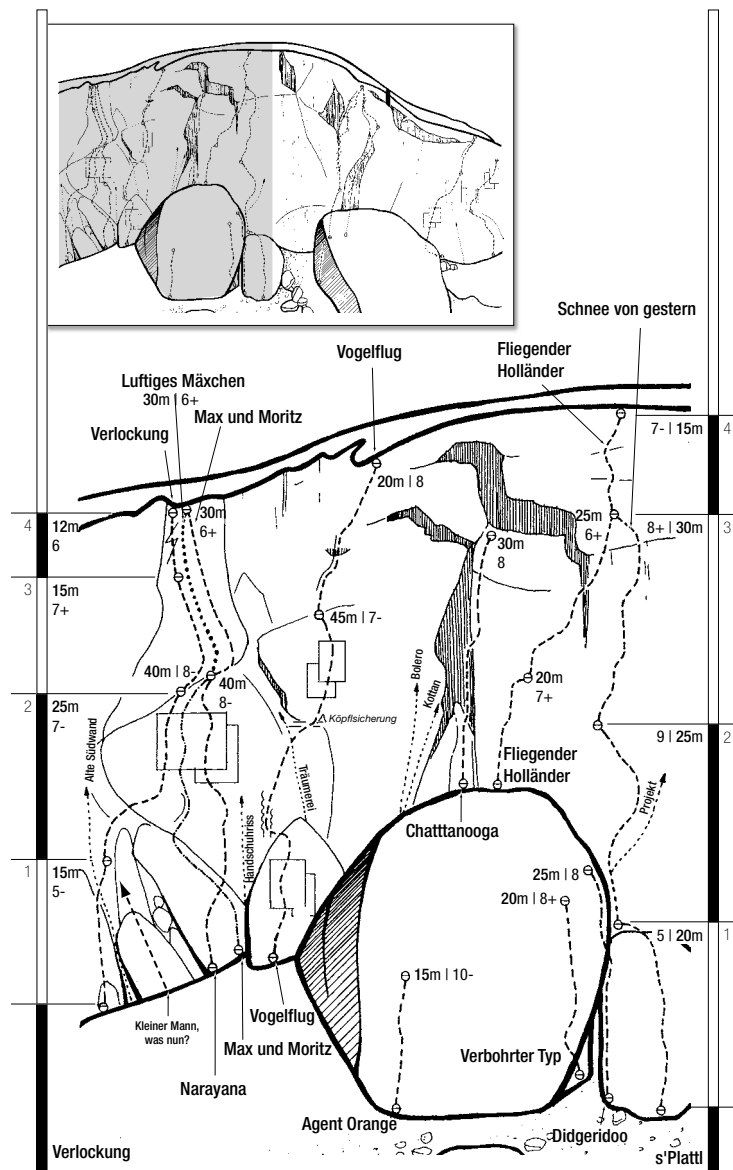 Schnee von gestern
Vogelflug
Fliegender
Holländer
Luftiges Mäxchen
30m | 6+
Max und Moritz
Verlockung
7- | 15m
4
20m | 8
4
12m
6
30m
6+
25m
6+
8+ | 30m
3
30m
8
3
15m
7+
45m | 7-
Bolero
Kottan
40m | 8-
40m
8-
20m
7+
2
25m
7-
Köpflsicherung
9 | 25m
2
Alte Südwand
Träumerei
Fliegender
Holländer
Projekt
Handschuhriss
Chatttanooga
1
15m
5-
25m | 8
20m | 8+
5 | 20m
1
15m | 10-
Kleiner Mann,
was nun?
Vogelflug
Max und Moritz
Verbohrter Typ
Narayana
Agent Orange
Didgeridoo
Verlockung
s'Plattl